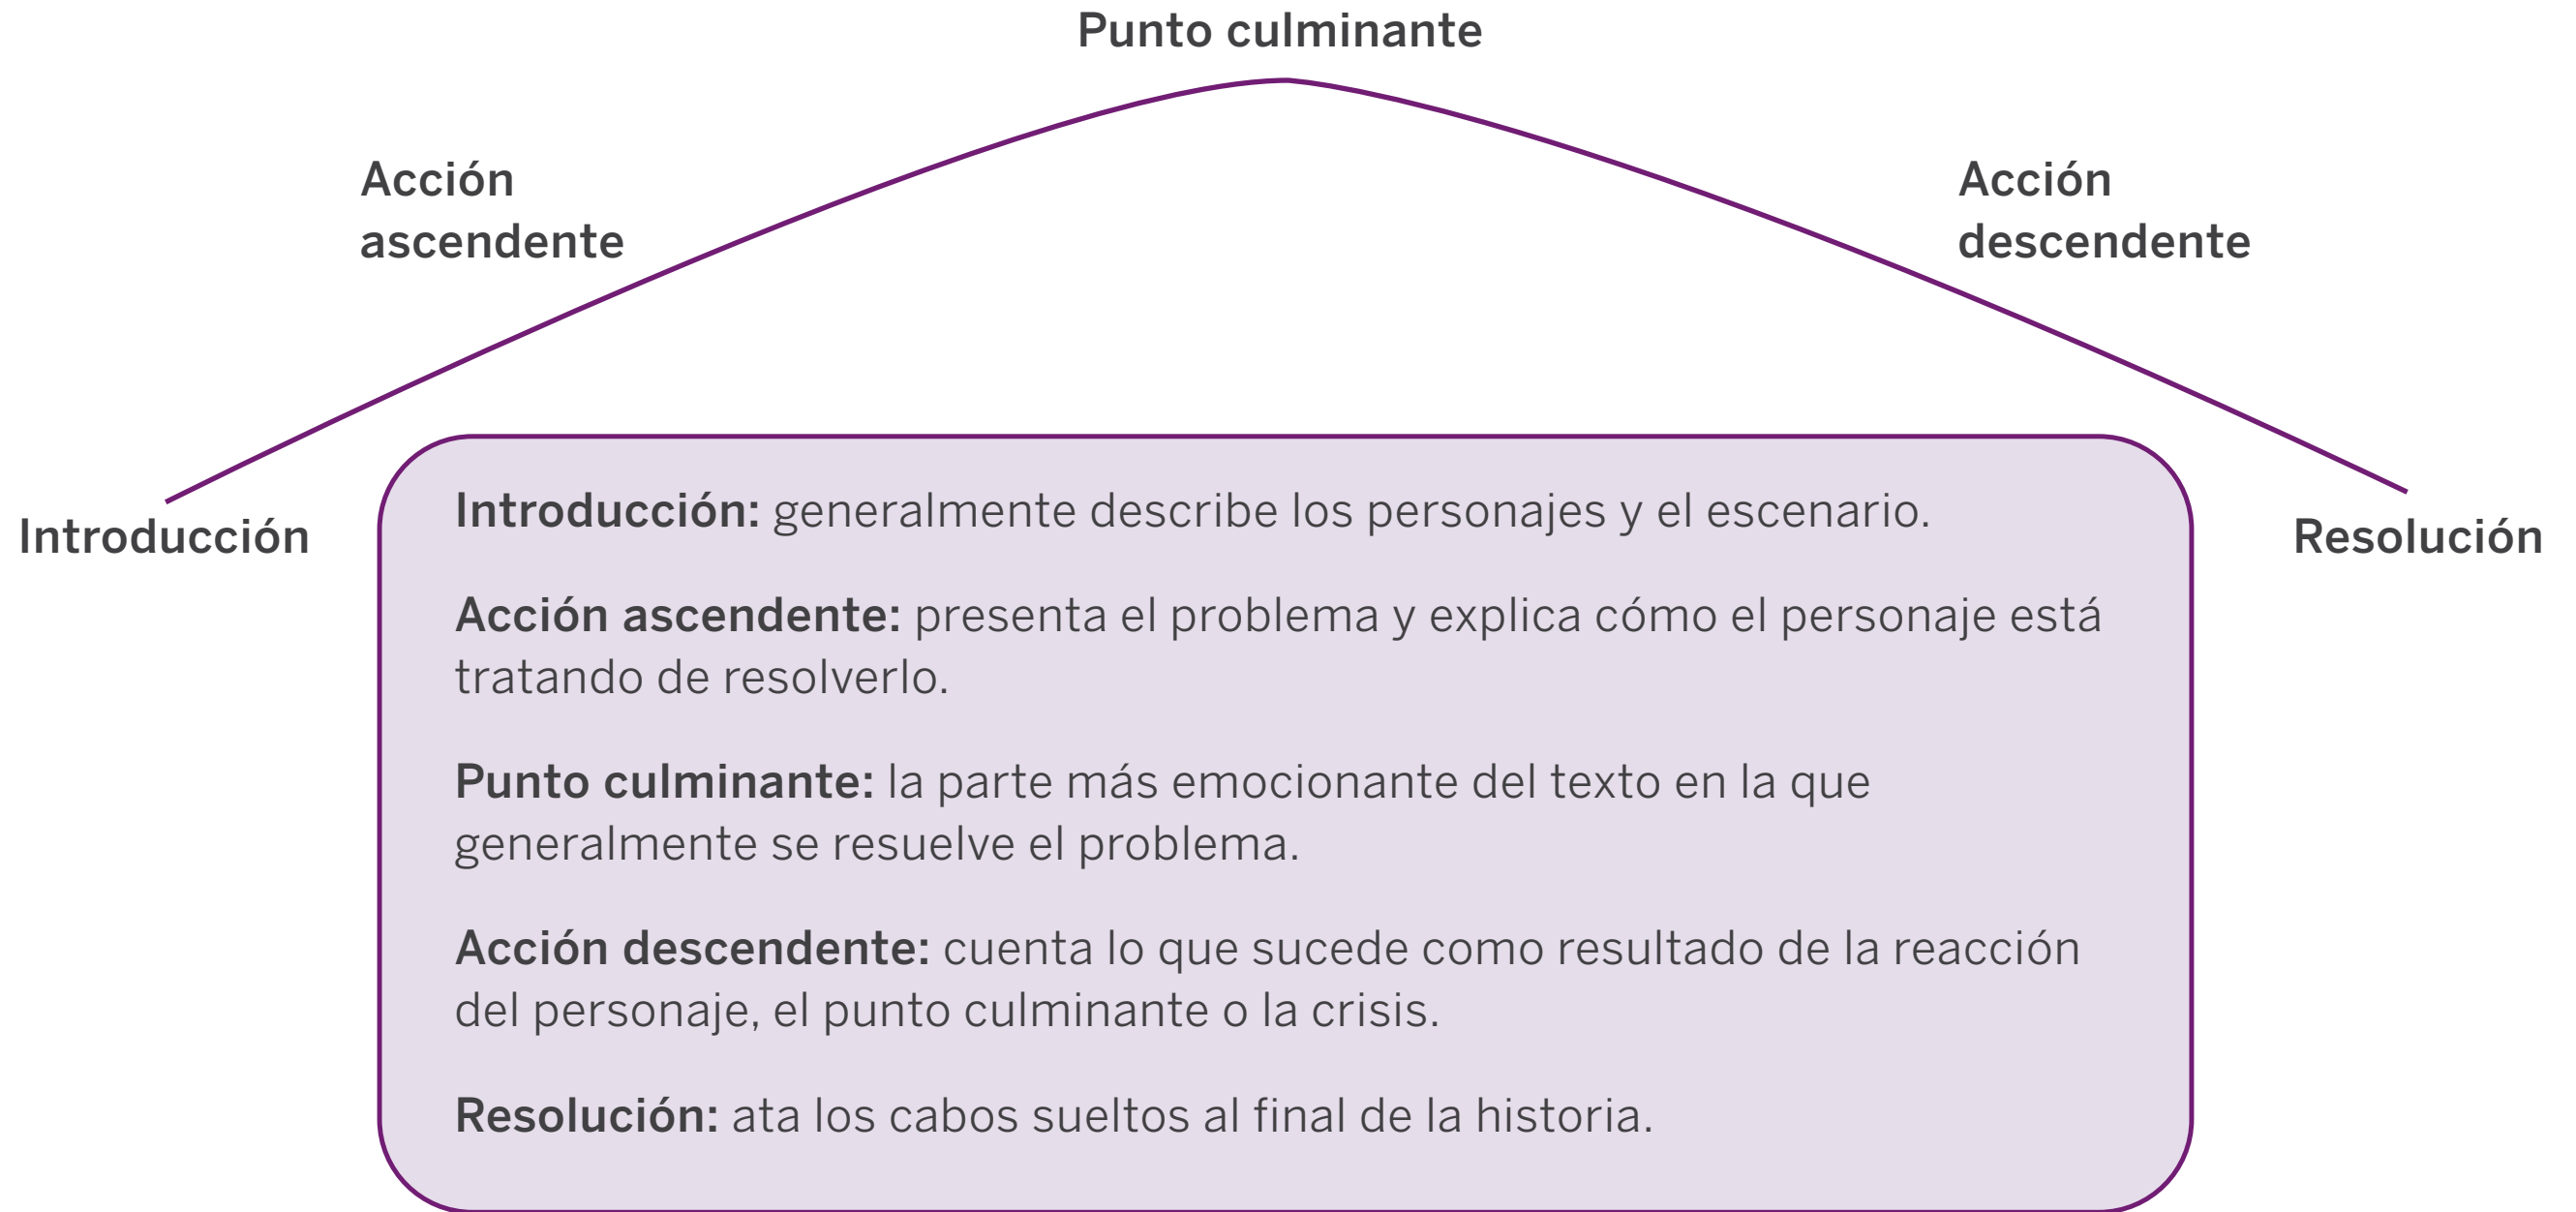 Punto culminante
Acción
ascendente
Acción
descendente
Introducción
Resolución
Introducción: generalmente describe los personajes y el escenario.
Acción ascendente: presenta el problema y explica cómo el personaje está
tratando de resolverlo.
Punto culminante: la parte más emocionante del texto en la que
generalmente se resuelve el problema.
Acción descendente: cuenta lo que sucede como resultado de la reacción
del personaje, el punto culminante o la crisis.
Resolución: ata los cabos sueltos al final de la historia.